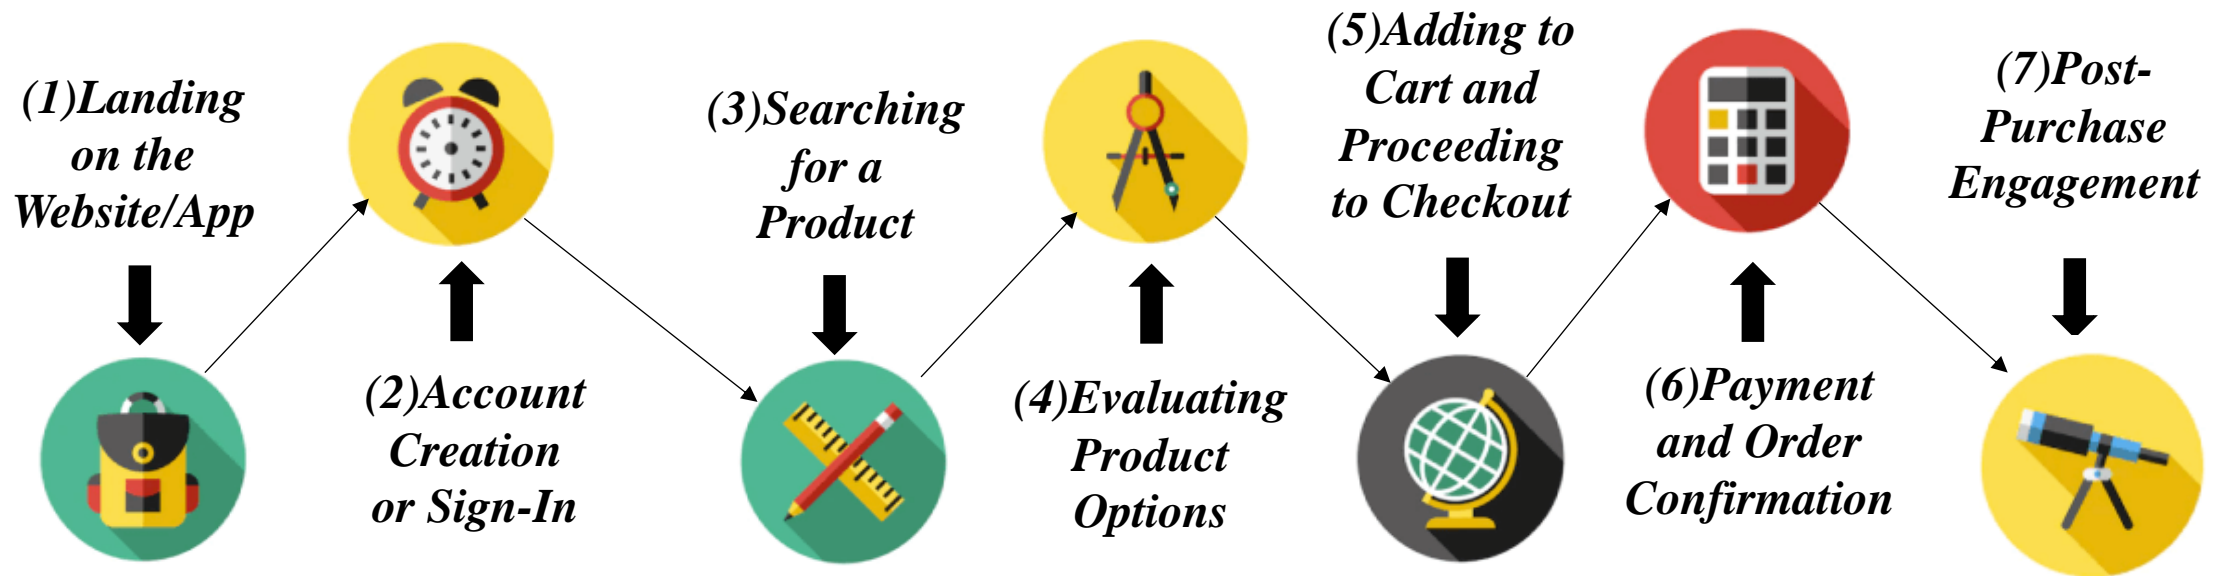 (1)Landing
on the
Website/App
(2)Account
Creation
or Sign-In
(3)Searching
for a
Product
(4)Evaluating
Product
Options
(5)Adding to
Cart and
Proceeding
to Checkout
(6)Payment
and Order
Confirmation
(7)Post-
Purchase
Engagement